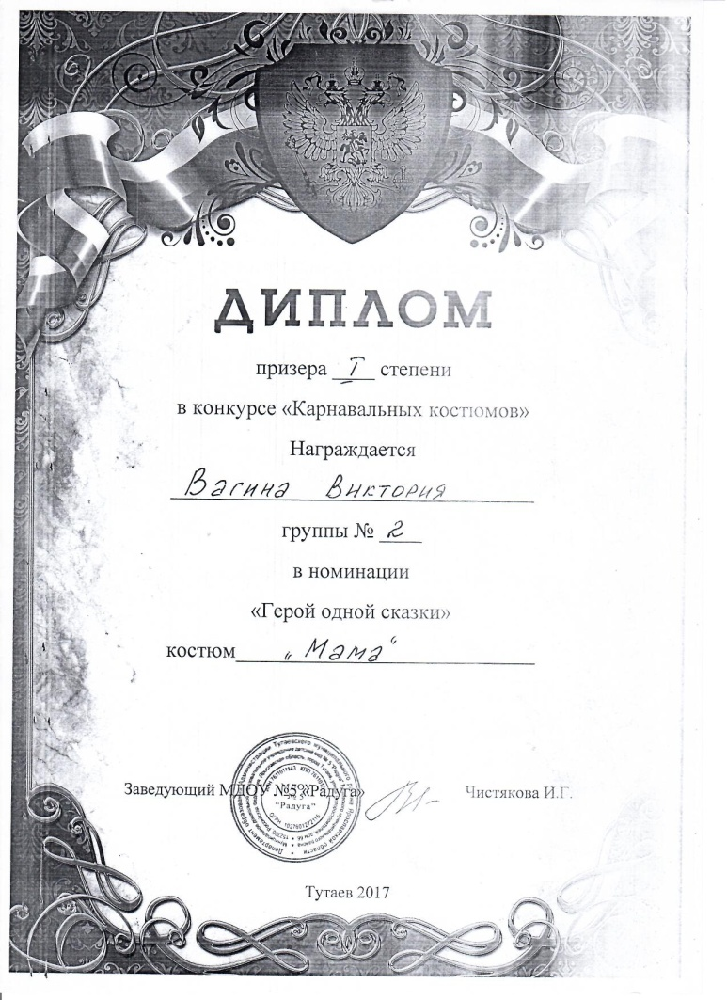 ДИПЛОМ
призера I степени
в конкурсе «Карнавальных костюмов»
Награждается
Вагина Виктория
группы № 2
в номинации
«Герой одной сказки»
костюм „Мама“
Заведующий МДОУ №5 «Радуга» Чистякова И.Г.
"Радуга"
Тутаев 2017